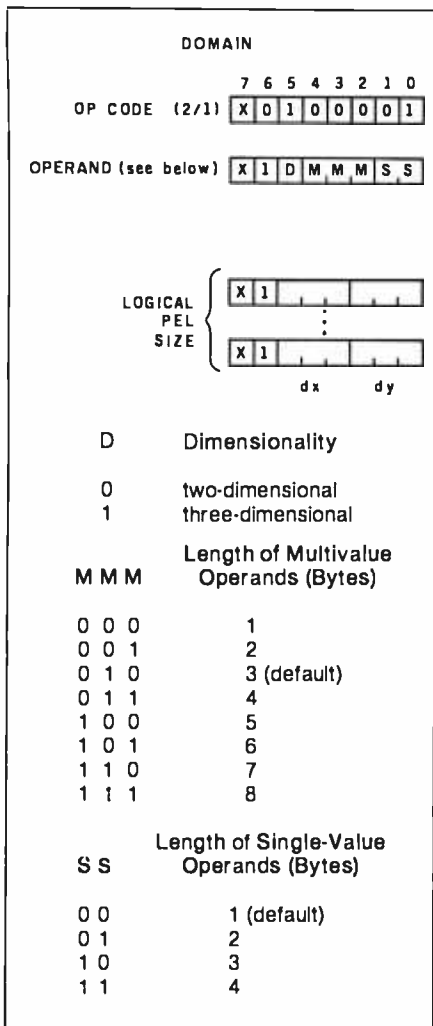 DOMAIN
7 6 5 4 3 2 1 0
OP CODE (2/1) X 0 1 0 0 0 0 1
OPERAND (see below) X 1 D M M M S S
LOGICAL PEL SIZE
X 1
X 1
dx dy
D Dimensionality
0 two-dimensional
1 three-dimensional
Length of Multivalue
M M M Operands (Bytes)
0 0 0 1
0 0 1 2
0 1 0 3 (default)
0 1 1 4
1 0 0 5
1 0 1 6
1 1 0 7
1 1 1 8
Length of Single-Value
S S Operands (Bytes)
0 0 1 (default)
0 1 2
1 0 3
1 1 4